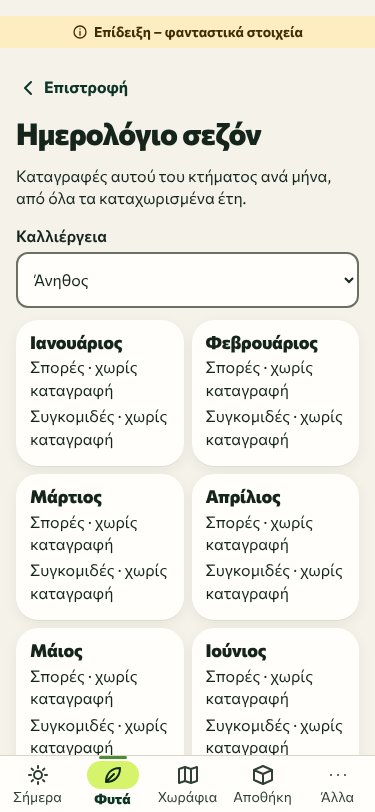 Επίδειξη – φανταστικά στοιχεία
Επιστροφή
Ημερολόγιο σεζόν
Καταγραφές αυτού του κτήματος ανά μήνα,
από όλα τα καταχωρισμένα έτη.
Καλλιέργεια
Άνηθος
Ιανουάριος
Σπορές · χωρίς
καταγραφή
Συγκομιδές · χωρίς
καταγραφή
Φεβρουάριος
Σπορές · χωρίς
καταγραφή
Συγκομιδές · χωρίς
καταγραφή
Μάρτιος
Σπορές · χωρίς
καταγραφή
Συγκομιδές · χωρίς
καταγραφή
Απρίλιος
Σπορές · χωρίς
καταγραφή
Συγκομιδές · χωρίς
καταγραφή
Μάιος
Σπορές · χωρίς
καταγραφή
Συγκομιδές · χωρίς
καταγραφή
Ιούνιος
Σπορές · χωρίς
καταγραφή
Συγκομιδές · χωρίς
καταγραφή
Σήμερα
Φυτά
Χωράφια
Αποθήκη
Άλλα